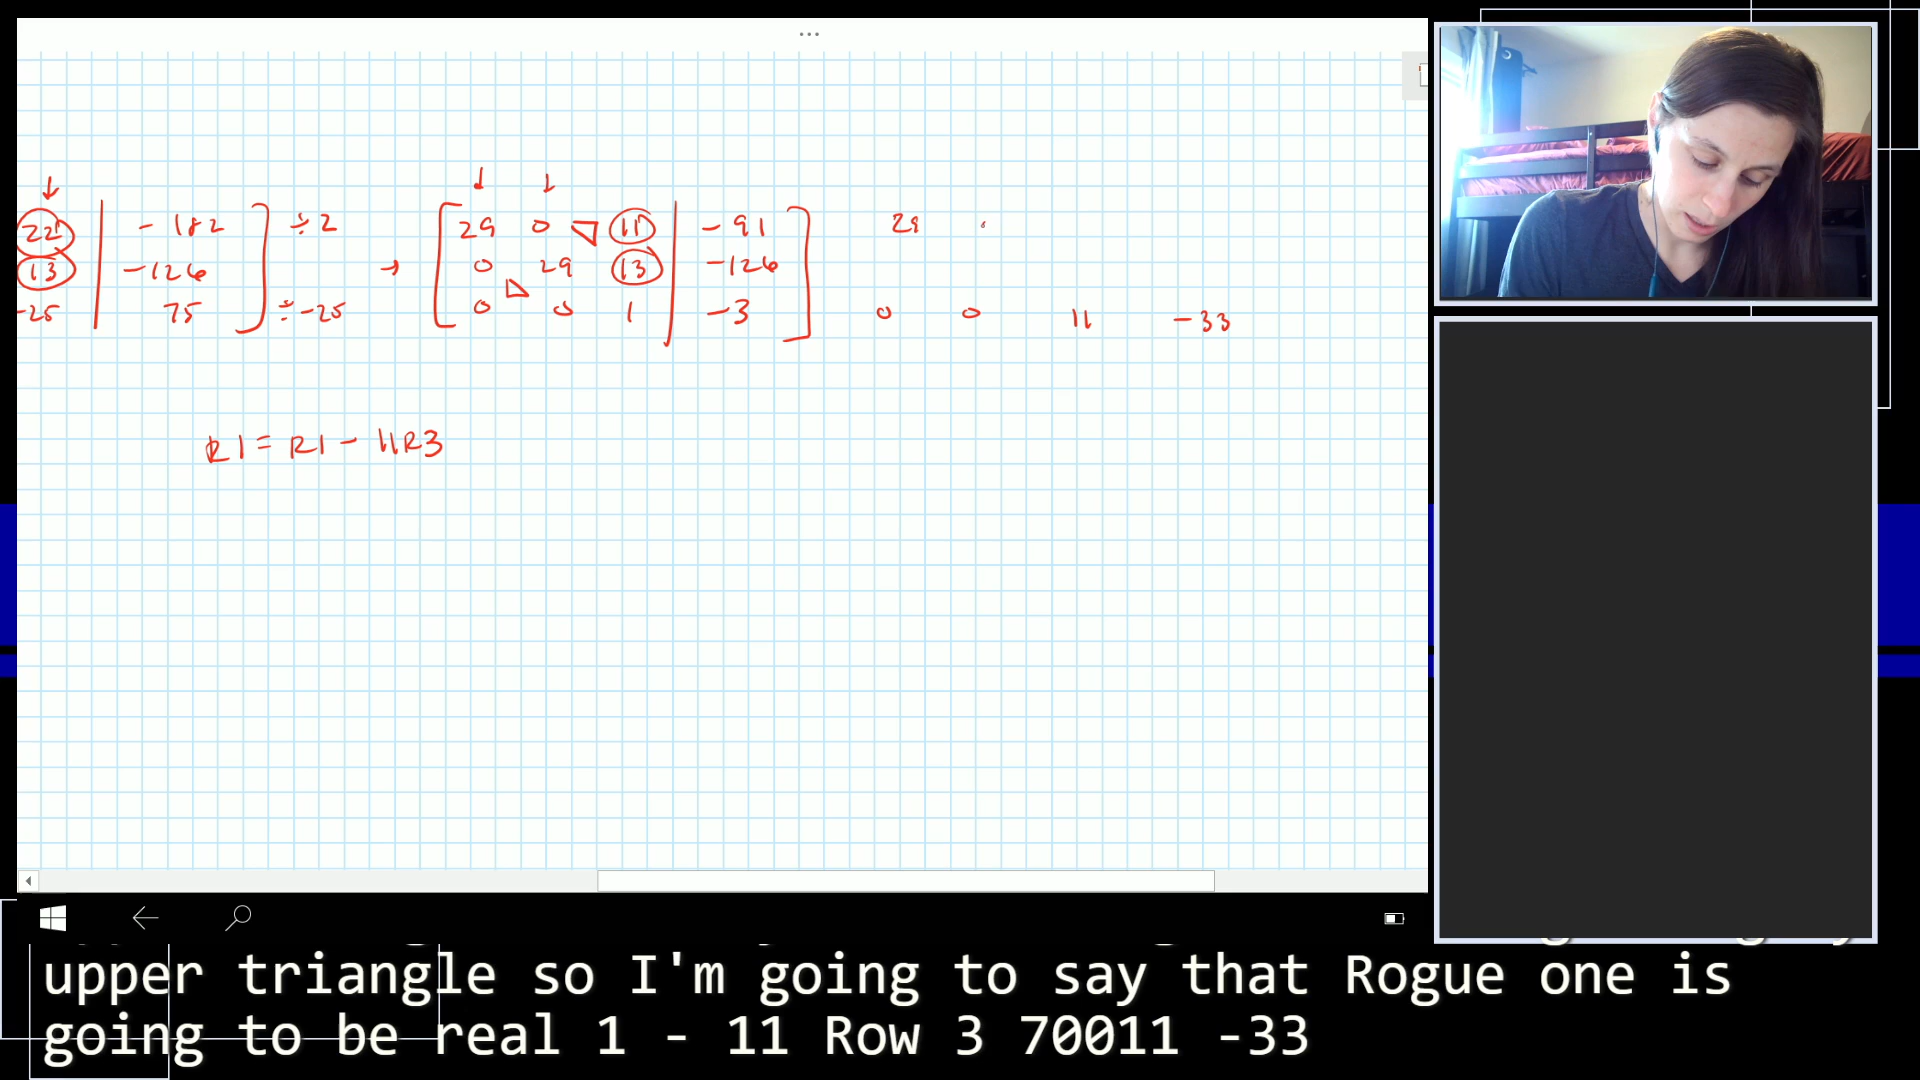 22 | - 182 ] ÷ 2
13 | -126
-25 | 75 ] ÷ -25
→
[ 29 0 11 | -91 ]
0 29 13 | -126
0 0 1 | -3
29
0 0 11 -33
R1 = R1 - 11R3
upper triangle so I'm going to say that Rogue one is
going to be real 1 - 11 Row 3 70011 -33